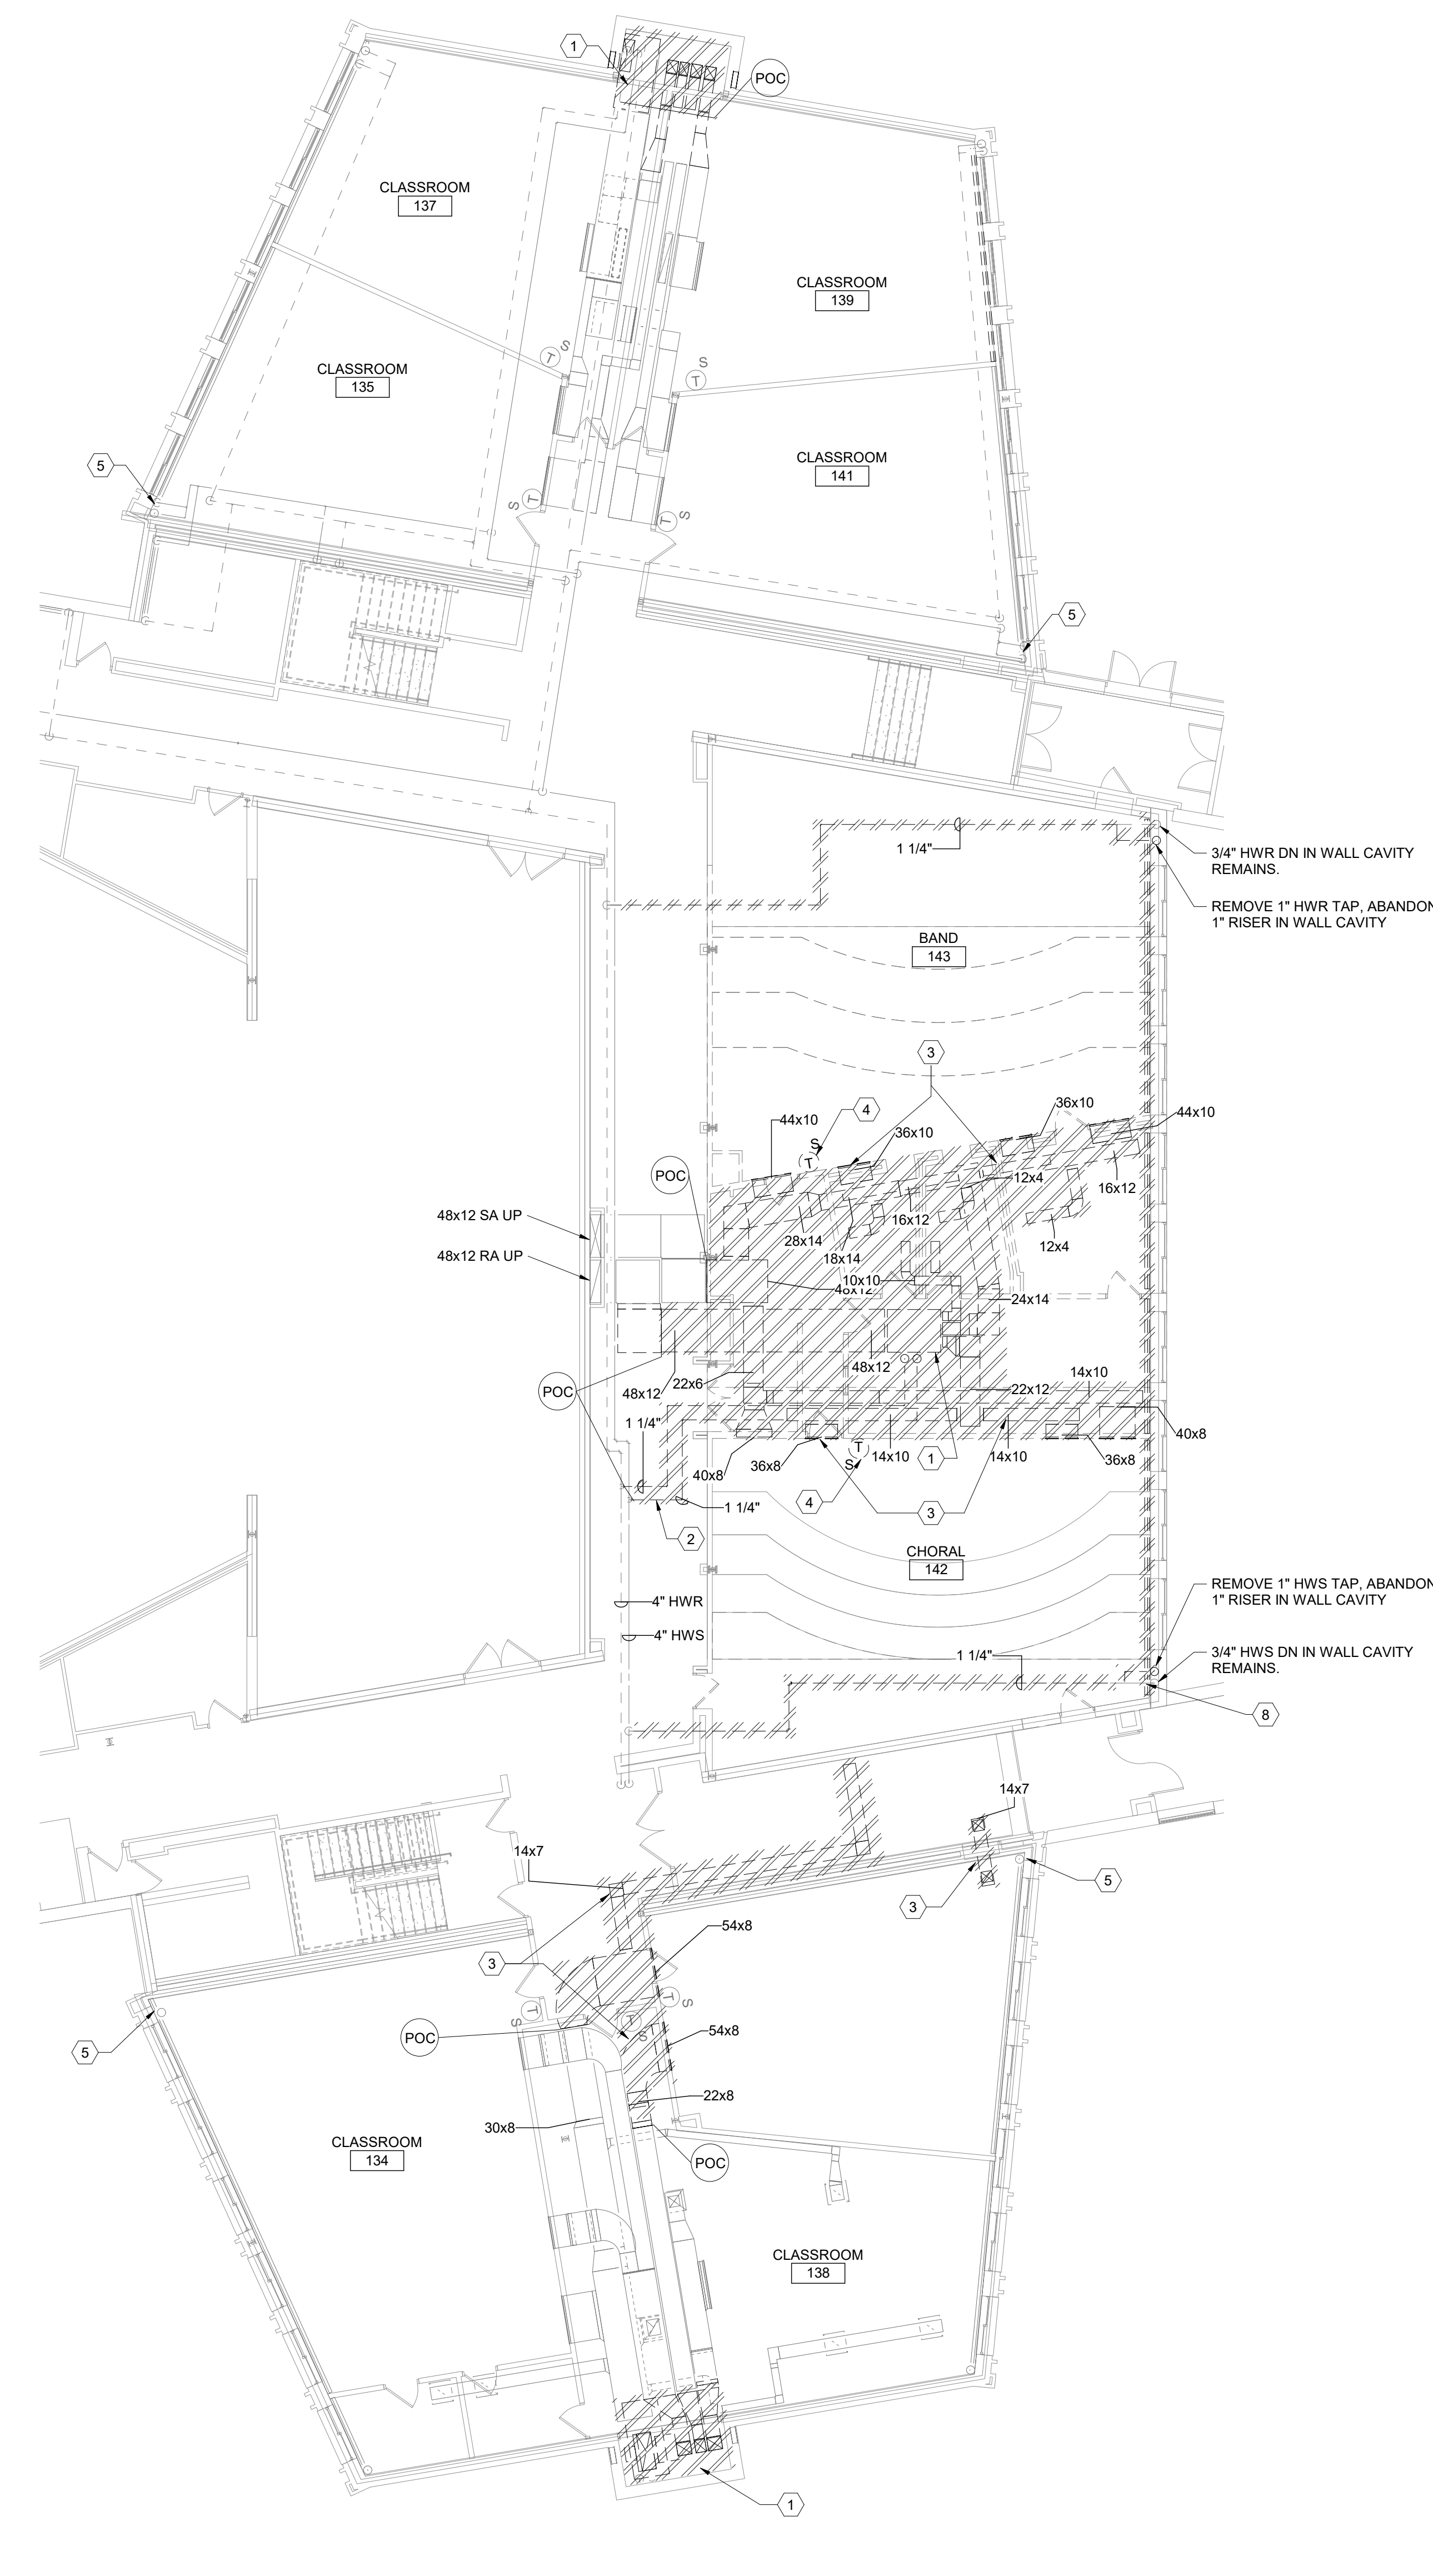 1
POC
CLASSROOM
137
CLASSROOM
139
S
T
S
T
CLASSROOM
135
CLASSROOM
141
5
S
T
T
S
5
1 1/4"
3/4" HWR DN IN WALL CAVITY
REMAINS.
REMOVE 1" HWR TAP, ABANDON
1" RISER IN WALL CAVITY
BAND
143
3
4
44x10
36x10
44x10
S
T
36x10
POC
12x4
16x12
48x12 SA UP
16x12
28x14
12x4
18x14
48x12 RA UP
10x10
48x12
24x14
48x12
14x10
22x6
22x12
48x12
POC
1 1/4"
40x8
T
S
14x10
14x10
36x8
1
36x8
40x8
4
3
1 1/4"
2
CHORAL
142
REMOVE 1" HWS TAP, ABANDON
1" RISER IN WALL CAVITY
4" HWR
4" HWS
1 1/4"
3/4" HWS DN IN WALL CAVITY
REMAINS.
8
14x7
14x7
5
3
54x8
3
T
S
T
S
T
S
POC
54x8
5
22x8
30x8
CLASSROOM
134
POC
CLASSROOM
138
1